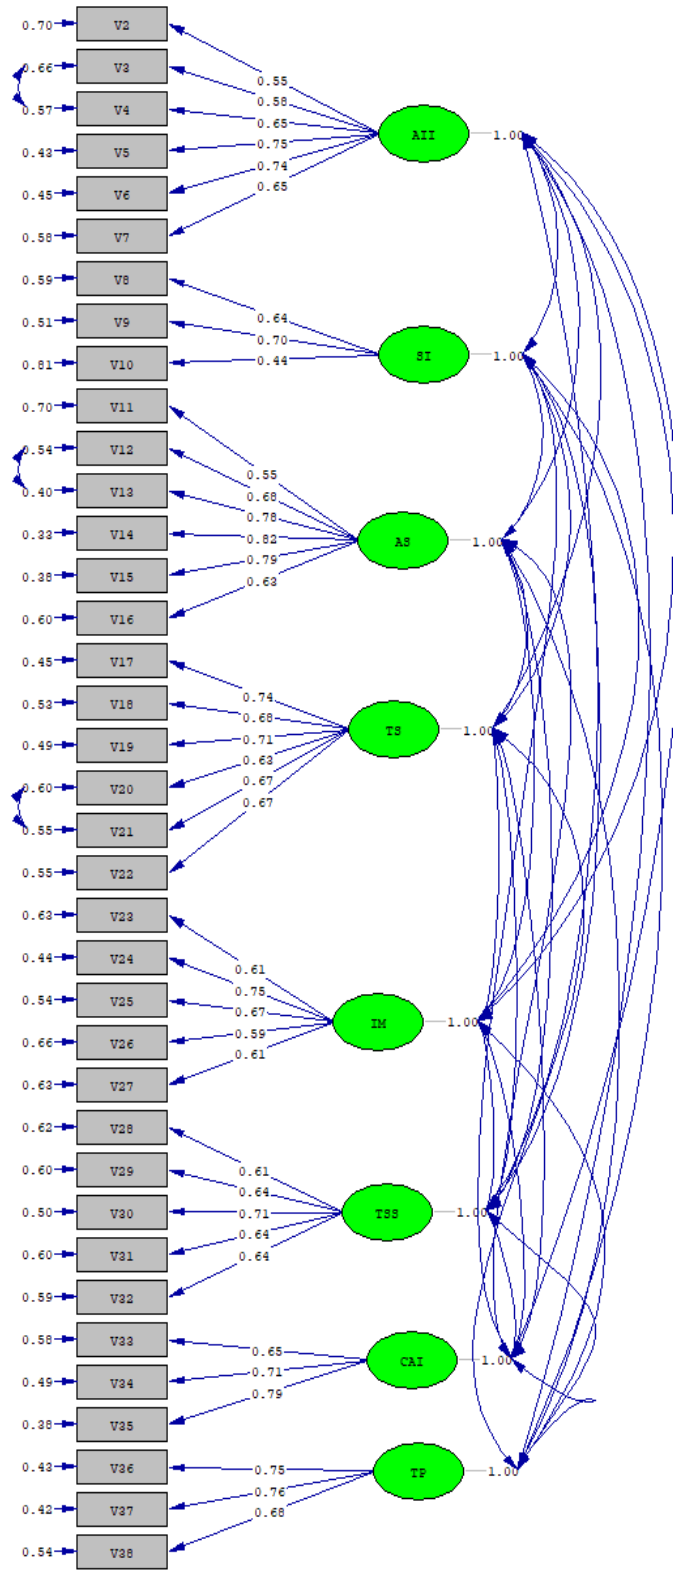 0.70 V2
0.66 V3
0.57 V4
0.43 V5
0.45 V6
0.58 V7
0.59 V8
0.51 V9
0.81 V10
0.70 V11
0.54 V12
0.40 V13
0.33 V14
0.38 V15
0.60 V16
0.45 V17
0.53 V18
0.49 V19
0.60 V20
0.55 V21
0.55 V22
0.63 V23
0.44 V24
0.54 V25
0.66 V26
0.63 V27
0.62 V28
0.60 V29
0.50 V30
0.60 V31
0.59 V32
0.58 V33
0.49 V34
0.38 V35
0.43 V36
0.42 V37
0.54 V38
0.55
0.58
0.65
0.75
0.74
0.65
AII 1.00
0.64
0.70
0.44
SI 1.00
0.55
0.68
0.78
0.82
0.79
0.63
AS 1.00
0.74
0.68
0.71
0.63
0.67
0.67
TS 1.00
0.61
0.75
0.67
0.59
0.61
IM 1.00
0.61
0.64
0.71
0.64
0.64
TSS 1.00
0.65
0.71
0.79
CAI 1.00
0.75
0.76
0.68
TP 1.00